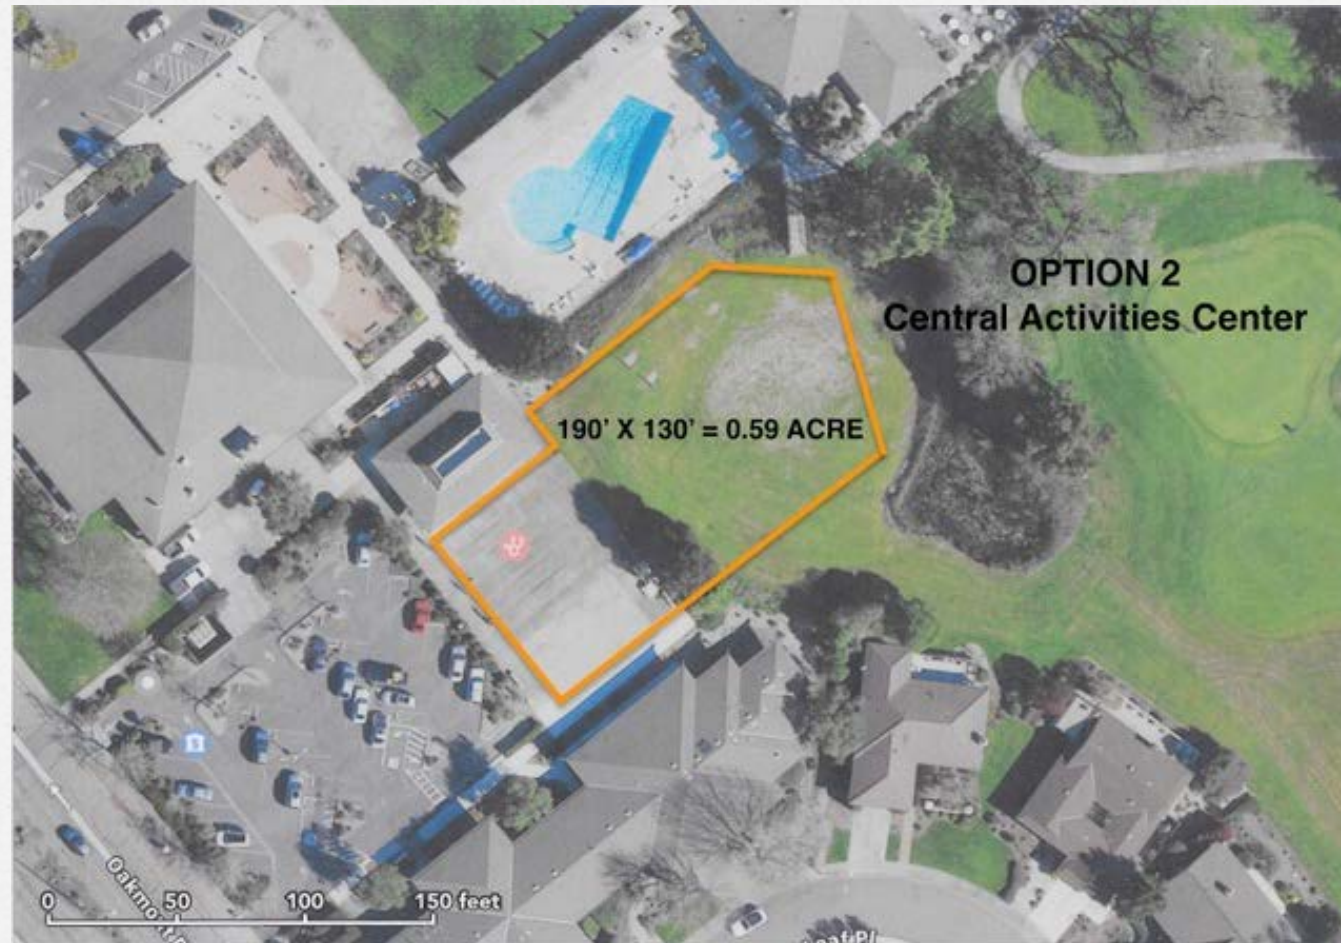 OPTION 2
Central Activities Center
190' X 130' = 0.59 ACRE
0 50 100 150 feet